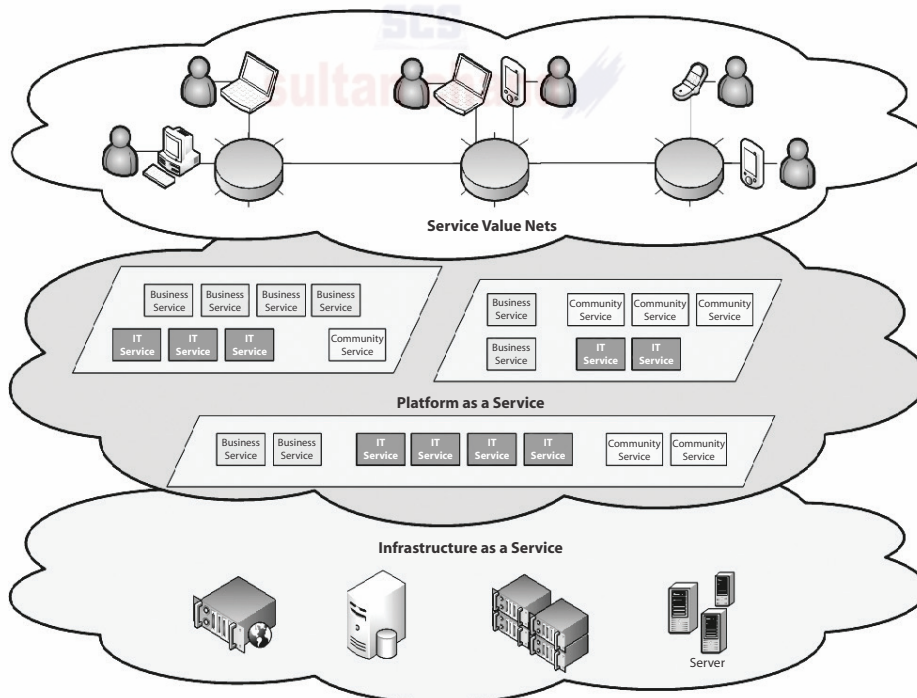 SCS
Service Value Nets
Business
Service
Business
Service
Business
Service
Business
Service
IT
Service
IT
Service
IT
Service
Community
Service
Business
Service
Community
Service
Community
Service
Community
Service
Business
Service
IT
Service
IT
Service
Platform as a Service
Business
Service
Business
Service
IT
Service
IT
Service
IT
Service
IT
Service
Community
Service
Community
Service
Infrastructure as a Service
Server